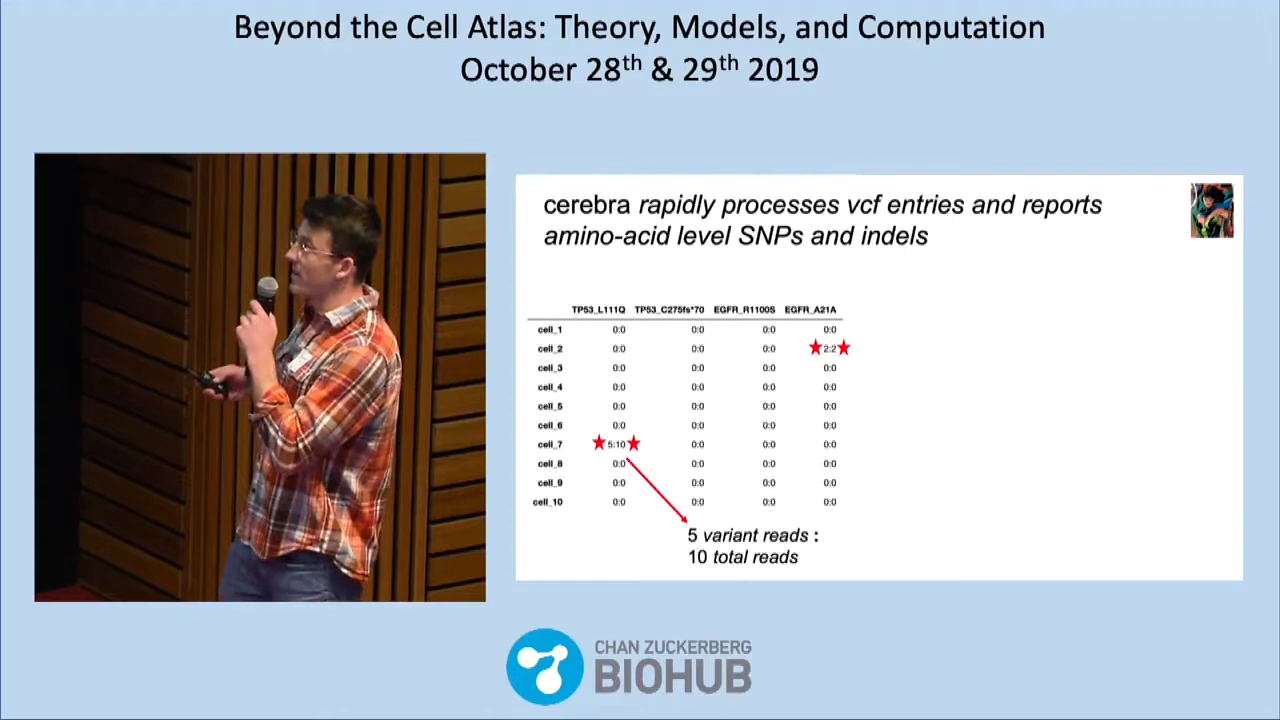 Beyond the Cell Atlas: Theory, Models, and Computation
October 28th & 29th 2019
cerebra rapidly processes vcf entries and reports
amino-acid level SNPs and indels
TP53_L111Q TP53_C275fs*70 EGFR_R1100S EGFR_A21A
cell_1 0:0 0:0 0:0 0:0
cell_2 0:0 0:0 0:0 2:2
cell_3 0:0 0:0 0:0 0:0
cell_4 0:0 0:0 0:0 0:0
cell_5 0:0 0:0 0:0 0:0
cell_6 0:0 0:0 0:0 0:0
cell_7 5:10 0:0 0:0 0:0
cell_8 0:0 0:0 0:0 0:0
cell_9 0:0 0:0 0:0 0:0
cell_10 0:0 0:0 0:0 0:0
5 variant reads :
10 total reads
CHAN ZUCKERBERG
BIOHUB